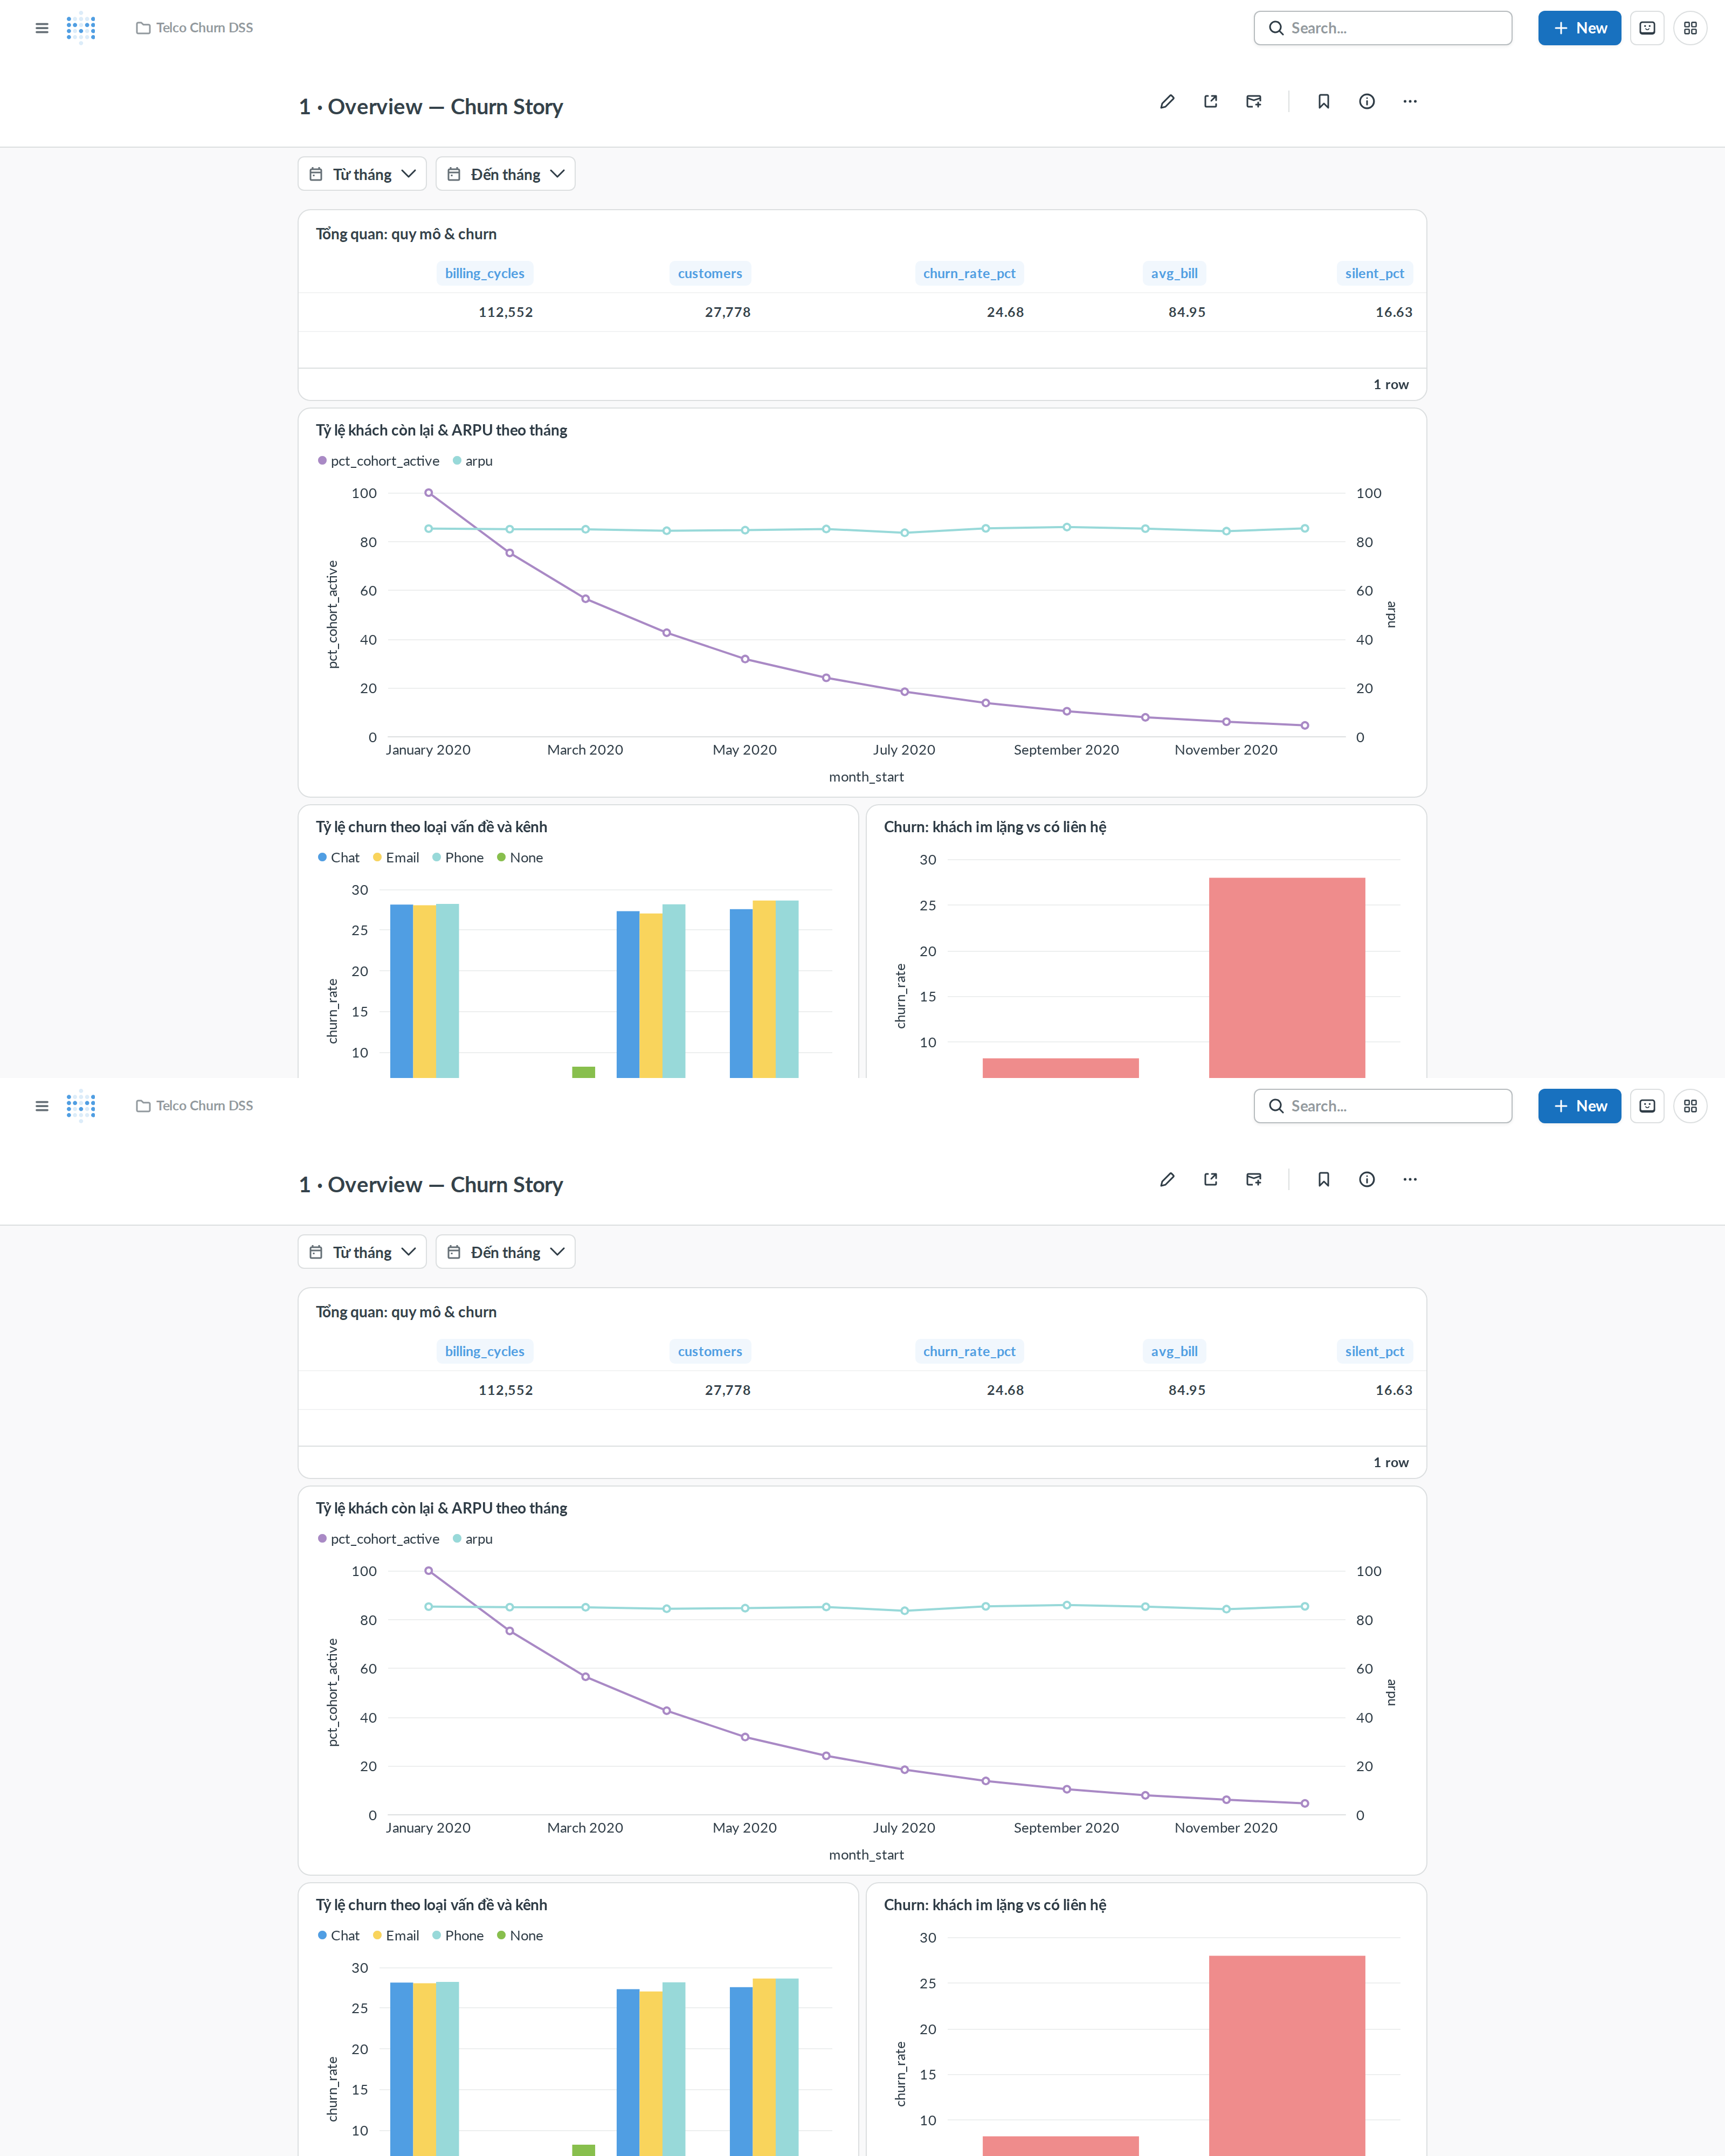 Telco Churn DSS
Search...
New
1 · Overview — Churn Story
Từ tháng
Đến tháng
Tổng quan: quy mô & churn
billing_cycles customers churn_rate_pct avg_bill silent_pct
112,552 27,778 24.68 84.95 16.63
1 row
Tỷ lệ khách còn lại & ARPU theo tháng
pct_cohort_active arpu
100 100
80 80
60 60
40 40
20 20
0 0
pct_cohort_active
arpu
January 2020 March 2020 May 2020 July 2020 September 2020 November 2020
month_start
Tỷ lệ churn theo loại vấn đề và kênh
Chat Email Phone None
30
25
20
15
10
churn_rate
Churn: khách im lặng vs có liên hệ
30
25
20
15
10
churn_rate
Telco Churn DSS
Search...
New
1 · Overview — Churn Story
Từ tháng
Đến tháng
Tổng quan: quy mô & churn
billing_cycles customers churn_rate_pct avg_bill silent_pct
112,552 27,778 24.68 84.95 16.63
1 row
Tỷ lệ khách còn lại & ARPU theo tháng
pct_cohort_active arpu
100 100
80 80
60 60
40 40
20 20
0 0
pct_cohort_active
arpu
January 2020 March 2020 May 2020 July 2020 September 2020 November 2020
month_start
Tỷ lệ churn theo loại vấn đề và kênh
Chat Email Phone None
30
25
20
15
10
churn_rate
Churn: khách im lặng vs có liên hệ
30
25
20
15
10
churn_rate